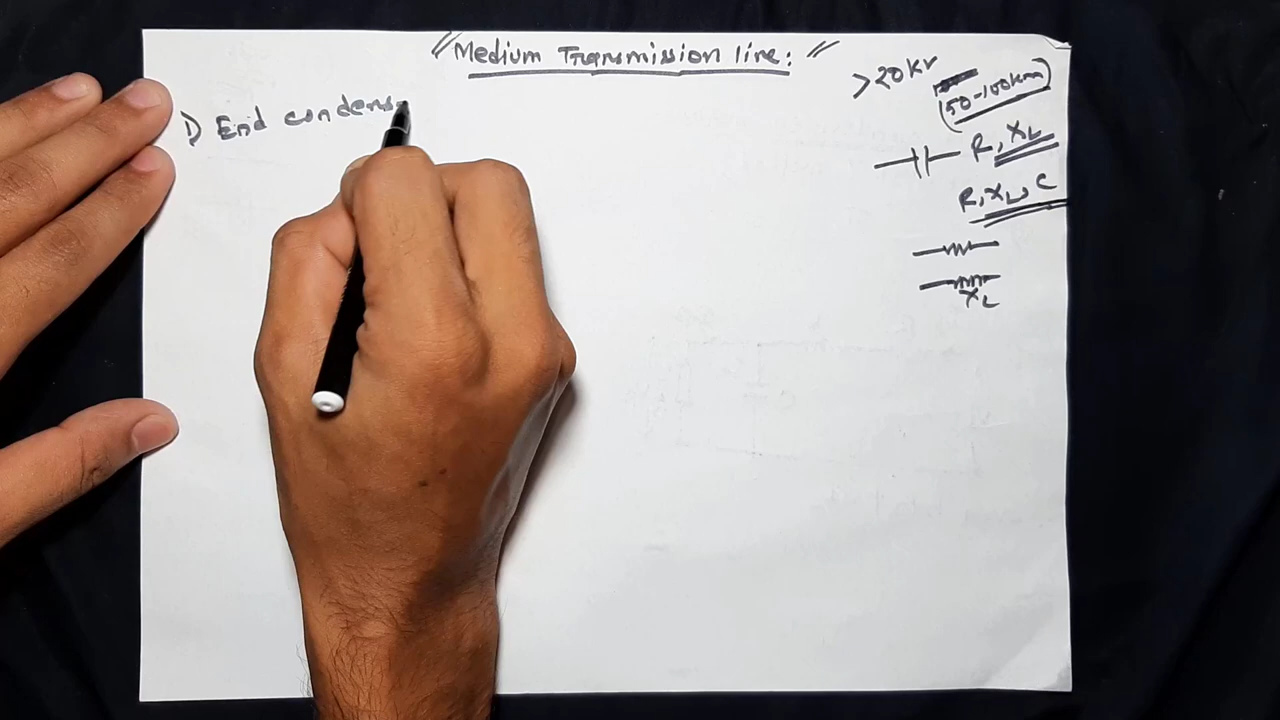 "Medium Transmission line:"
>20kv
(50-100km)
R, XL
R, XL, C
XL
1) End condens